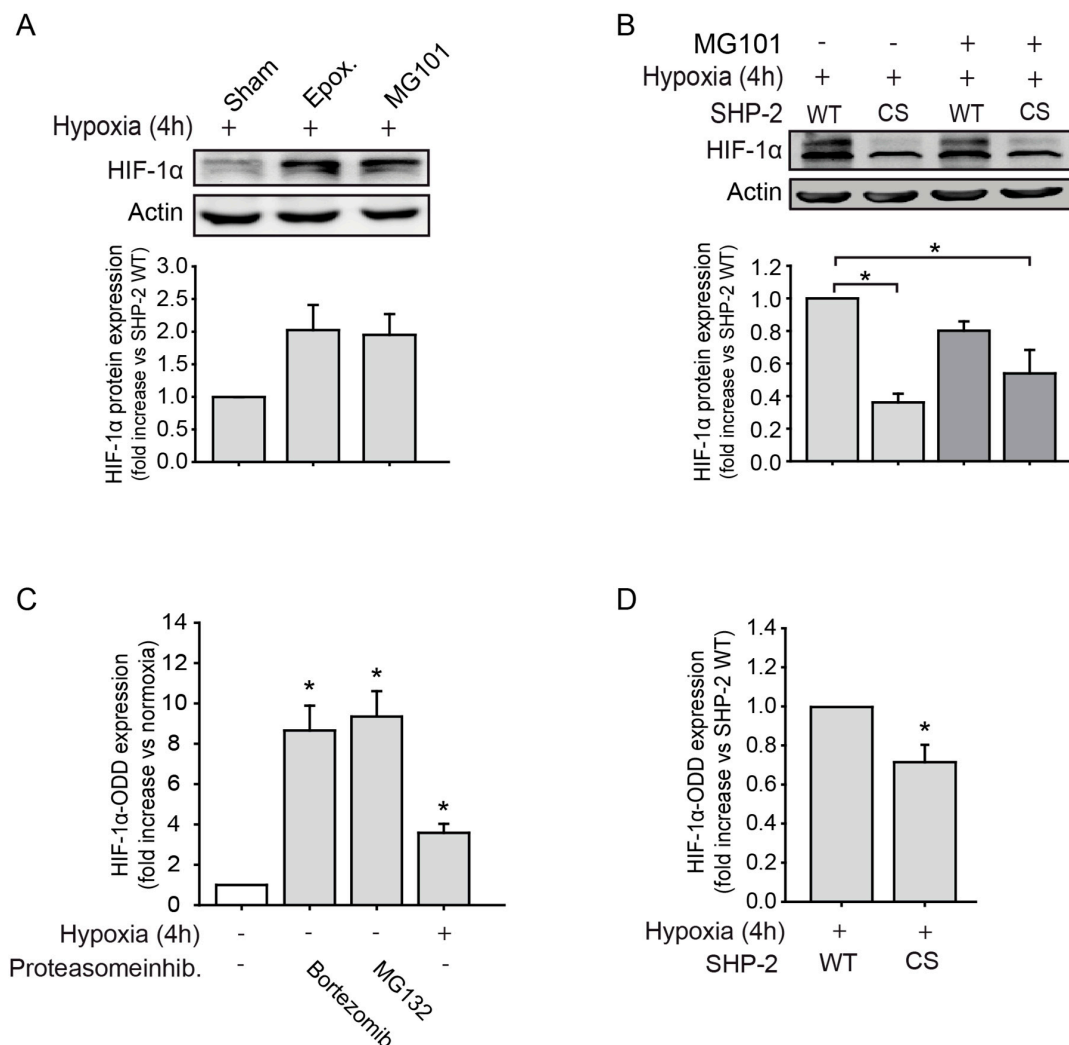 A
Sham
Epox.
MG101
Hypoxia (4h) + + +
HIF-1α
Actin
HIF-1α protein expression
(fold increase vs SHP-2 WT)
3.0
2.5
2.0
1.5
1.0
0.5
0.0
B
MG101 - - + +
Hypoxia (4h) + + + +
SHP-2 WT CS WT CS
HIF-1α
Actin
HIF-1α protein expression
(fold increase vs SHP-2 WT)
1.2
1.0
0.8
0.6
0.4
0.2
0.0
*
*
C
HIF-1α-ODD expression
(fold increase vs normoxia)
14
12
10
8
6
4
2
0
* * *
Hypoxia (4h) - - - +
Proteasomeinhib. - Bortezomib MG132 -
D
HIF-1α-ODD expression
(fold increase vs SHP-2 WT)
1.4
1.2
1.0
0.8
0.6
0.4
0.2
0.0
*
Hypoxia (4h) + +
SHP-2 WT CS